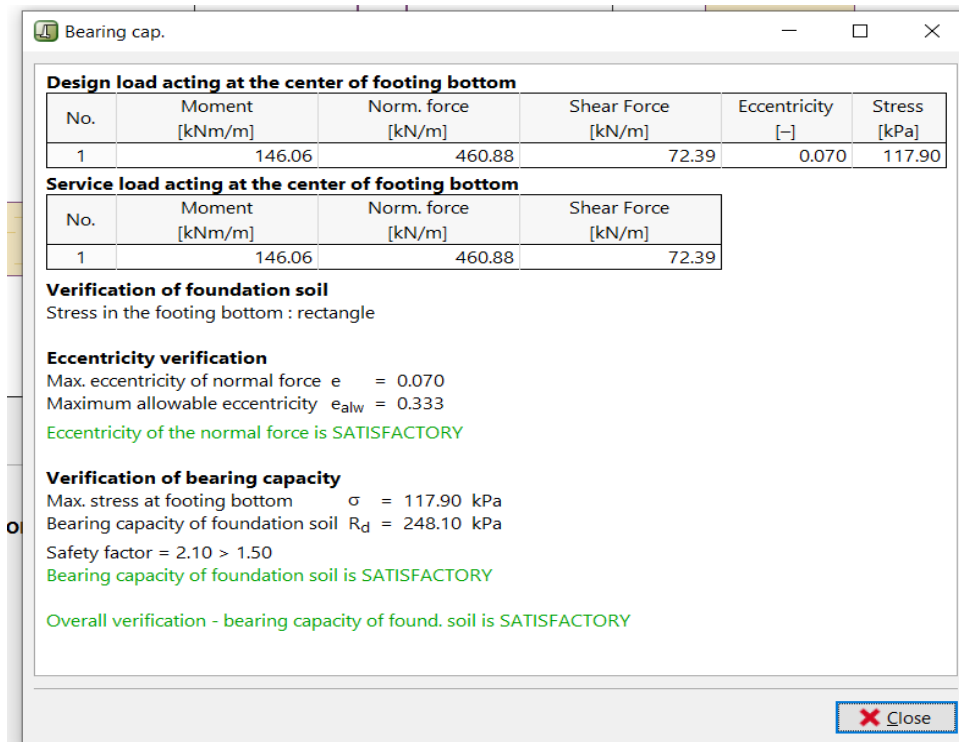 Bearing cap.
Design load acting at the center of footing bottom
No. Moment Norm. force Shear Force Eccentricity Stress
[kNm/m] [kN/m] [kN/m] [–] [kPa]
1 146.06 460.88 72.39 0.070 117.90
Service load acting at the center of footing bottom
No. Moment Norm. force Shear Force
[kNm/m] [kN/m] [kN/m]
1 146.06 460.88 72.39
Verification of foundation soil
Stress in the footing bottom : rectangle
Eccentricity verification
Max. eccentricity of normal force e = 0.070
Maximum allowable eccentricity ealw = 0.333
Eccentricity of the normal force is SATISFACTORY
Verification of bearing capacity
Max. stress at footing bottom σ = 117.90 kPa
Bearing capacity of foundation soil Rd = 248.10 kPa
Safety factor = 2.10 > 1.50
Bearing capacity of foundation soil is SATISFACTORY
Overall verification - bearing capacity of found. soil is SATISFACTORY
Close